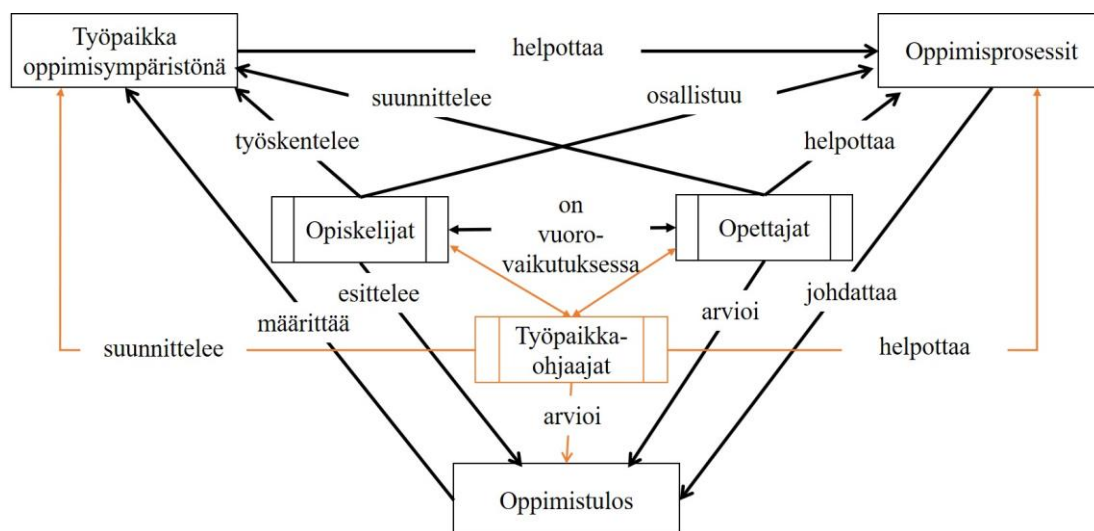 Työpaikka
oppimisympäristönä
helpottaa
Oppimisprosessit
suunnittelee
osallistuu
työskentelee
helpottaa
Opiskelijat
on
vuoro-
vaikutuksessa
Opettajat
esittelee
määrittää
arvioi
johdattaa
suunnittelee
Työpaikka-
ohjaajat
helpottaa
arvioi
Oppimistulos